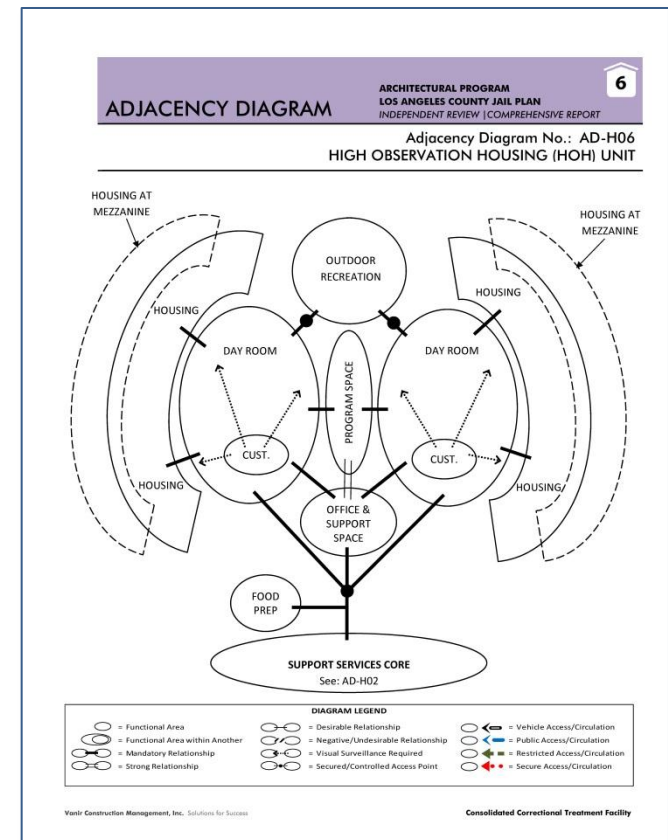 ADJACENCY DIAGRAM
ARCHITECTURAL PROGRAM
LOS ANGELES COUNTY JAIL PLAN
INDEPENDENT REVIEW | COMPREHENSIVE REPORT
6
Adjacency Diagram No.: AD-H06
HIGH OBSERVATION HOUSING (HOH) UNIT
HOUSING AT
MEZZANINE
HOUSING AT
MEZZANINE
OUTDOOR
RECREATION
HOUSING
HOUSING
DAY ROOM
PROGRAM SPACE
DAY ROOM
CUST.
CUST.
HOUSING
HOUSING
OFFICE &
SUPPORT
SPACE
FOOD
PREP
SUPPORT SERVICES CORE
See: AD-H02
DIAGRAM LEGEND
= Functional Area
= Functional Area within Another
= Mandatory Relationship
= Strong Relationship
= Desirable Relationship
= Negative/Undesirable Relationship
= Visual Surveillance Required
= Secured/Controlled Access Point
= Vehicle Access/Circulation
= Public Access/Circulation
= Restricted Access/Circulation
= Secure Access/Circulation
Vanir Construction Management, Inc. Solutions for Success
Consolidated Correctional Treatment Facility